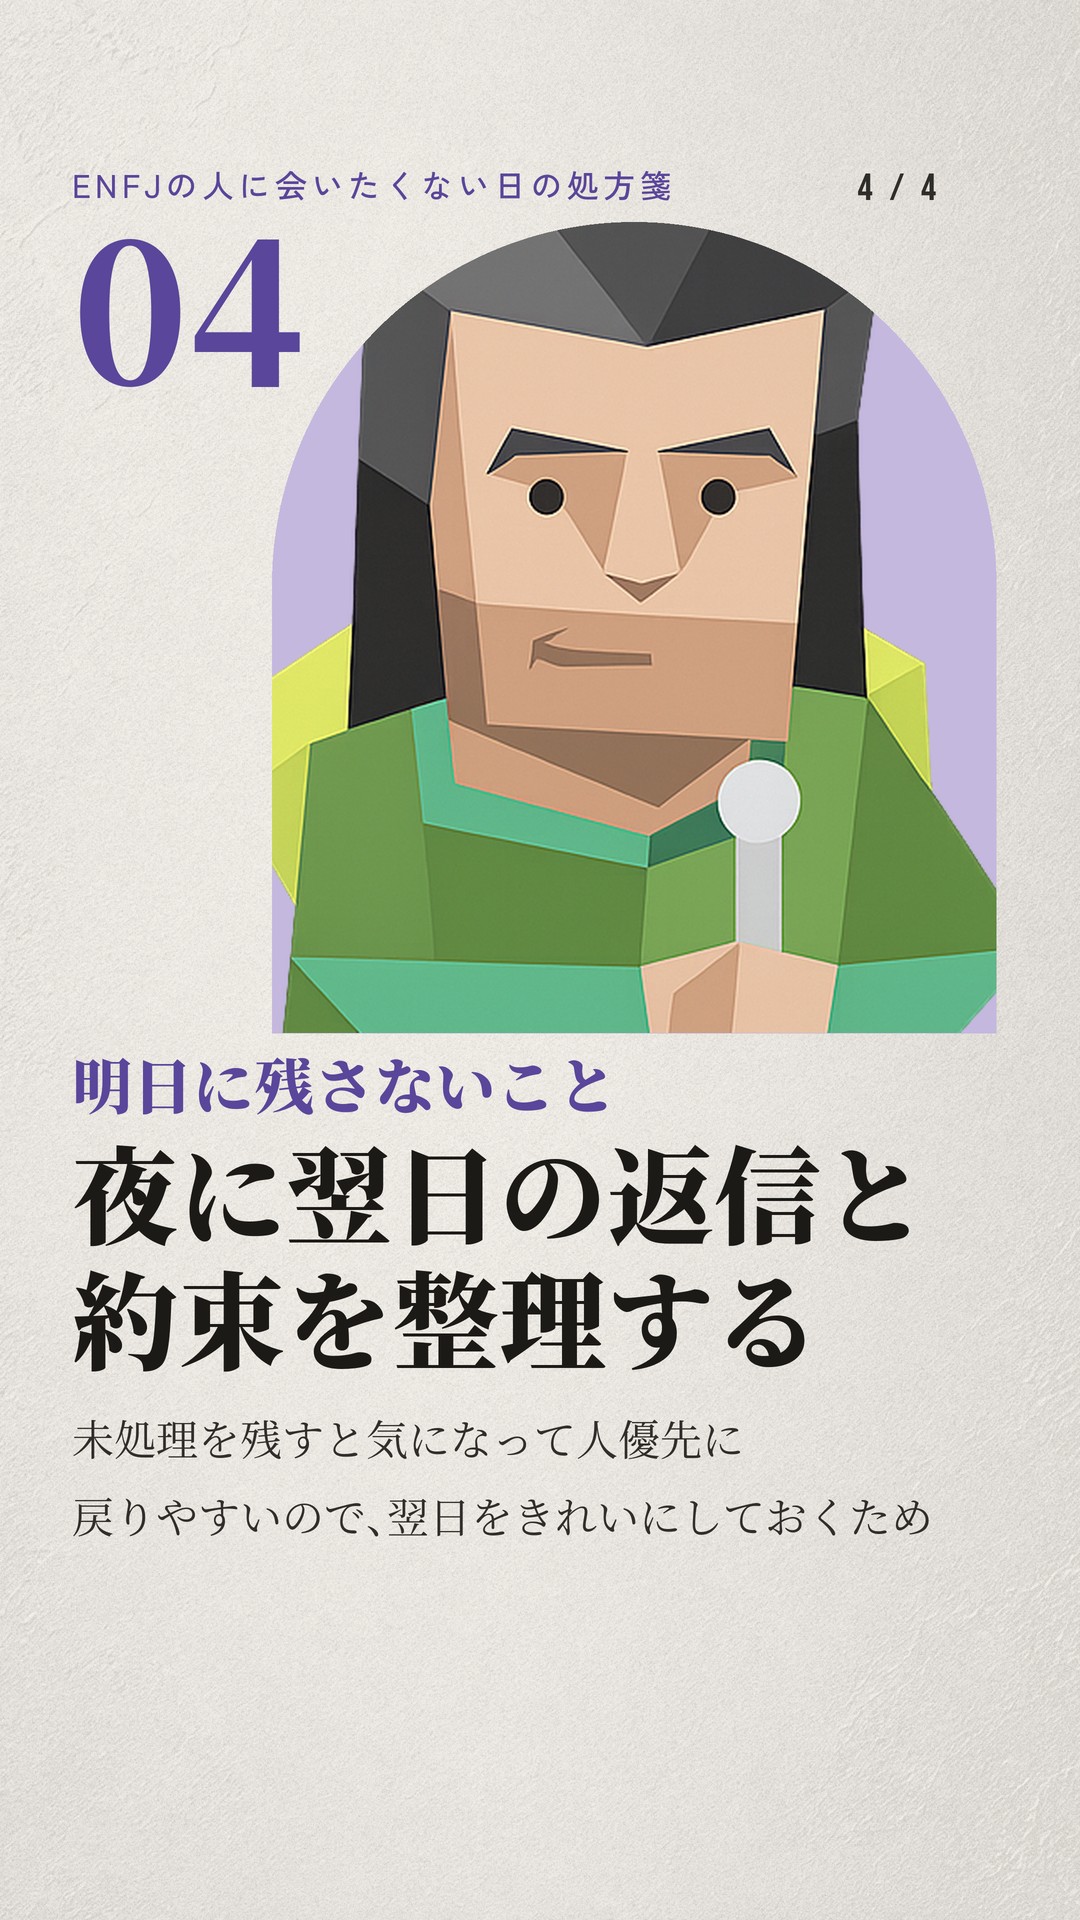 ENFJの人に会いたくない日の処方箋
4 / 4
04
明日に残さないこと
夜に翌日の返信と
約束を整理する
未処理を残すと気になって人優先に
戻りやすいので、翌日をきれいにしておくため